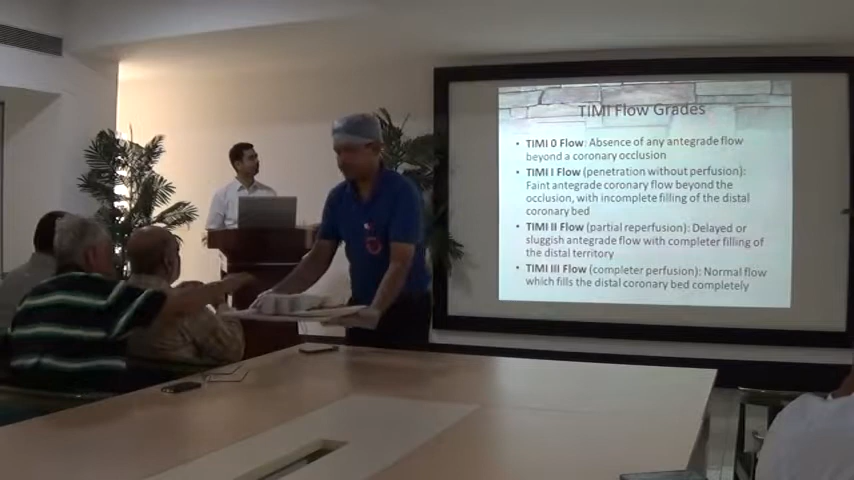 TIMI Flow Grades
• TIMI 0 Flow: Absence of any antegrade flow
beyond a coronary occlusion
• TIMI I Flow (penetration without perfusion):
Faint antegrade coronary flow beyond the
occlusion, with incomplete filling of the distal
coronary bed
• TIMI II Flow (partial reperfusion): Delayed or
sluggish antegrade flow with complete filling of
the distal territory
• TIMI III Flow (complete perfusion): Normal flow
which fills the distal coronary bed completely